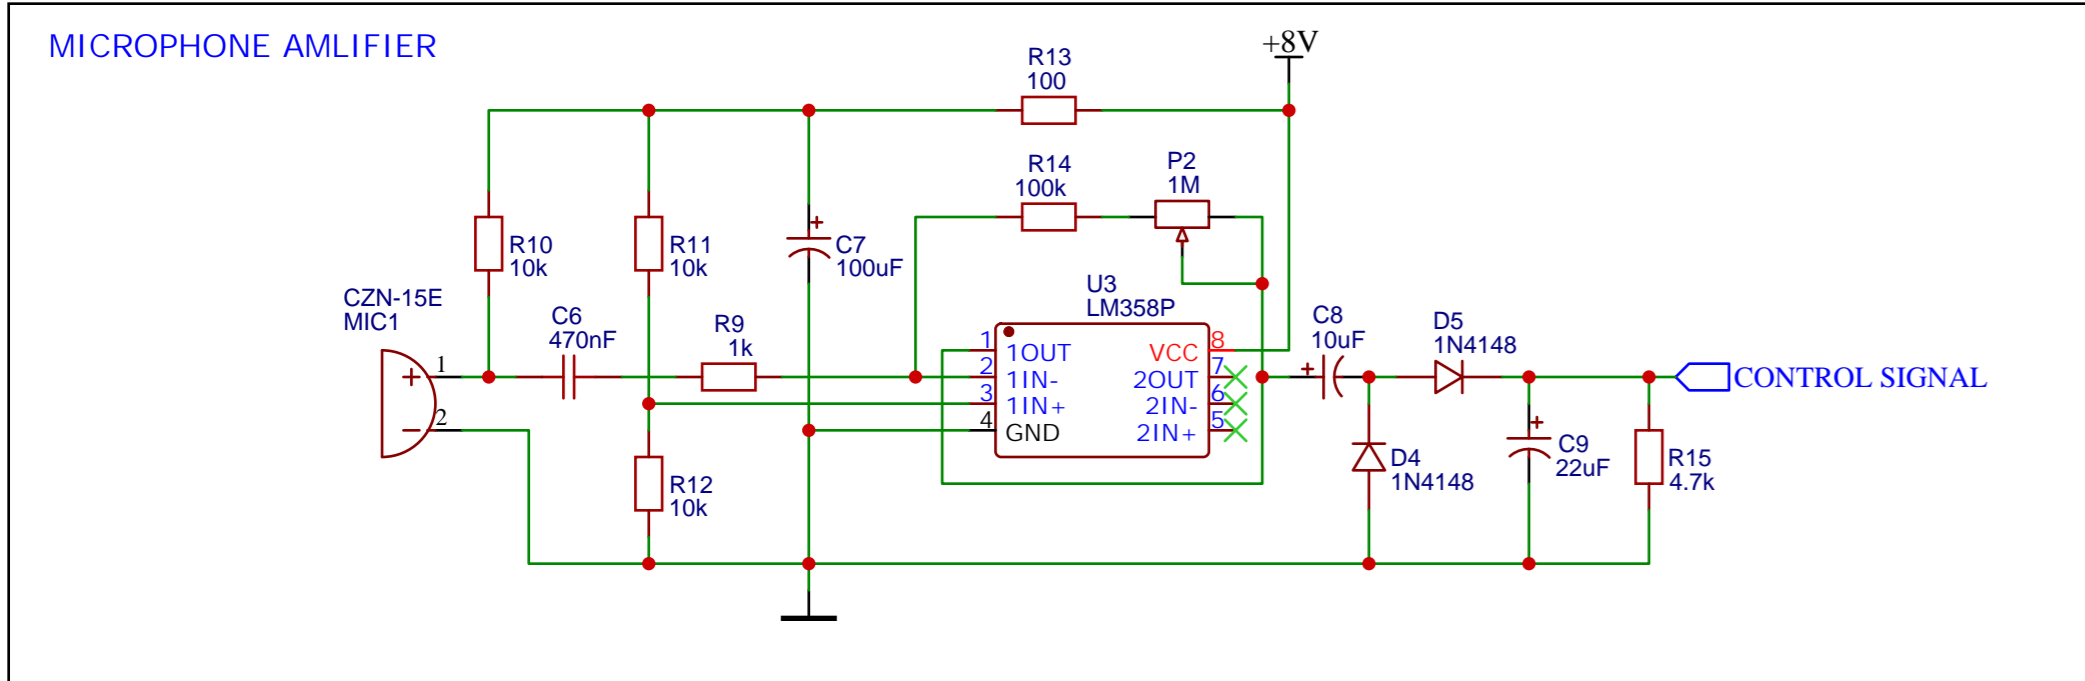 MICROPHONE AMLIFIER
+8V
R13
100
R14
100k
P2
1M
R10
10k
R11
10k
C7
100uF
+
CZN-15E
MIC1
C6
470nF
R9
1k
U3
LM358P
C8
10uF
D5
1N4148
1
2
+
−
1 1OUT
2 1IN-
3 1IN+
4 GND
VCC 8
2OUT 7
2IN- 6
2IN+ 5
+
CONTROL SIGNAL
R12
10k
D4
1N4148
+
C9
22uF
R15
4.7k